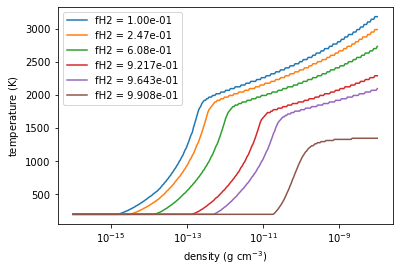 fH2 = 1.00e-01
fH2 = 2.47e-01
fH2 = 6.08e-01
fH2 = 9.217e-01
fH2 = 9.643e-01
fH2 = 9.908e-01
temperature (K)
3000
2500
2000
1500
1000
500
10⁻¹⁵ 10⁻¹³ 10⁻¹¹ 10⁻⁹
density (g cm⁻³)